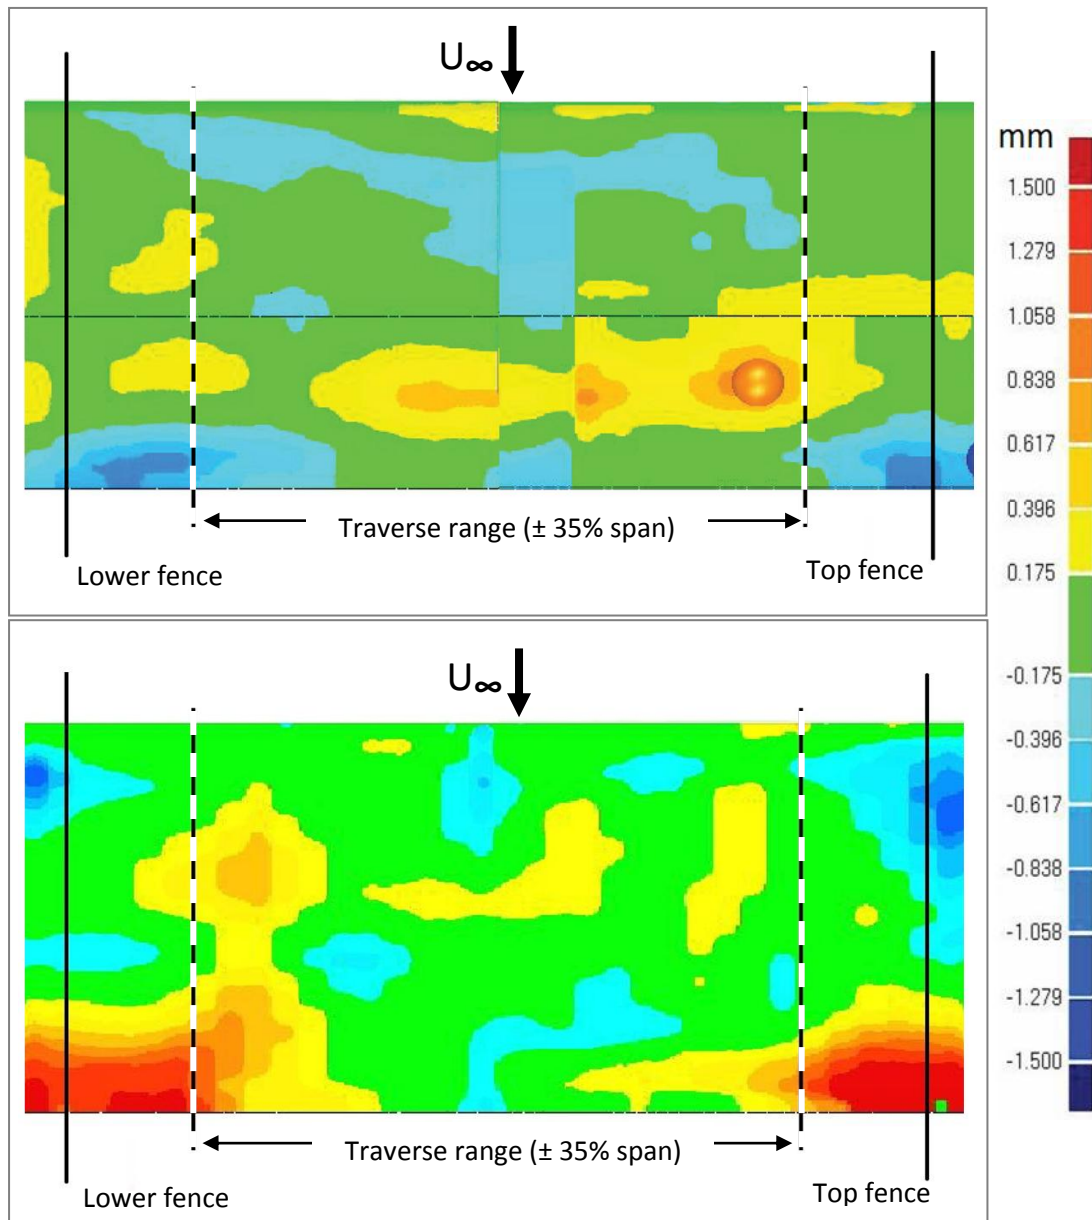 U∞
Traverse range (± 35% span)
Lower fence
Top fence
mm
1.500
1.279
1.058
0.838
0.617
0.396
0.175
-0.175
-0.396
-0.617
-0.838
-1.058
-1.279
-1.500
U∞
Traverse range (± 35% span)
Lower fence
Top fence